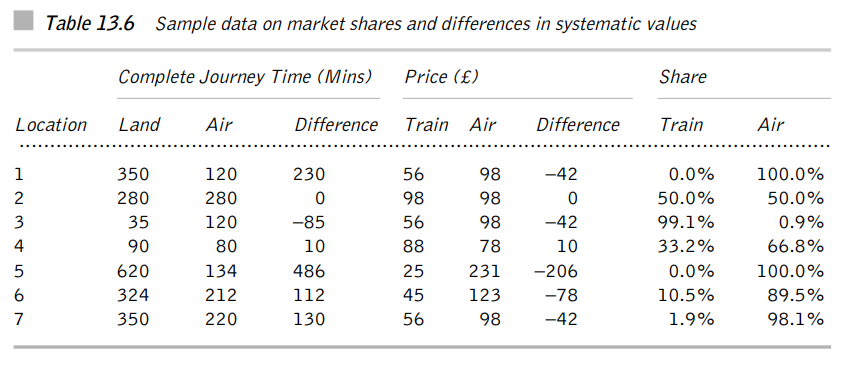 Table 13.6 Sample data on market shares and differences in systematic values
Complete Journey Time (Mins) Price (£) Share
Location Land Air Difference Train Air Difference Train Air
1 350 120 230 56 98 −42 0.0% 100.0%
2 280 280 0 98 98 0 50.0% 50.0%
3 35 120 −85 56 98 −42 99.1% 0.9%
4 90 80 10 88 78 10 33.2% 66.8%
5 620 134 486 25 231 −206 0.0% 100.0%
6 324 212 112 45 123 −78 10.5% 89.5%
7 350 220 130 56 98 −42 1.9% 98.1%